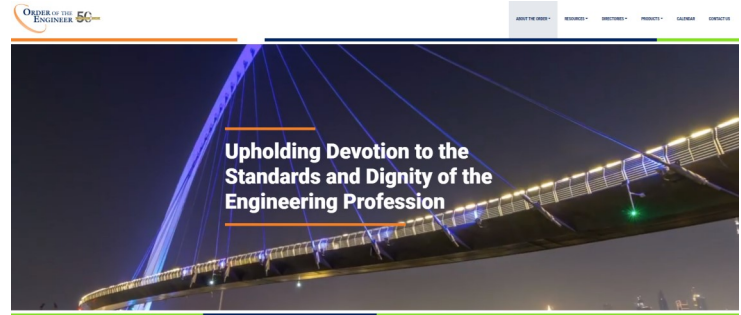 ORDER OF THE
ENGINEER 50
ABOUT THE ORDER
RESOURCES
DIRECTORIES
PRODUCTS
CALENDAR
CONTACT US
Upholding Devotion to the
Standards and Dignity of the
Engineering Profession